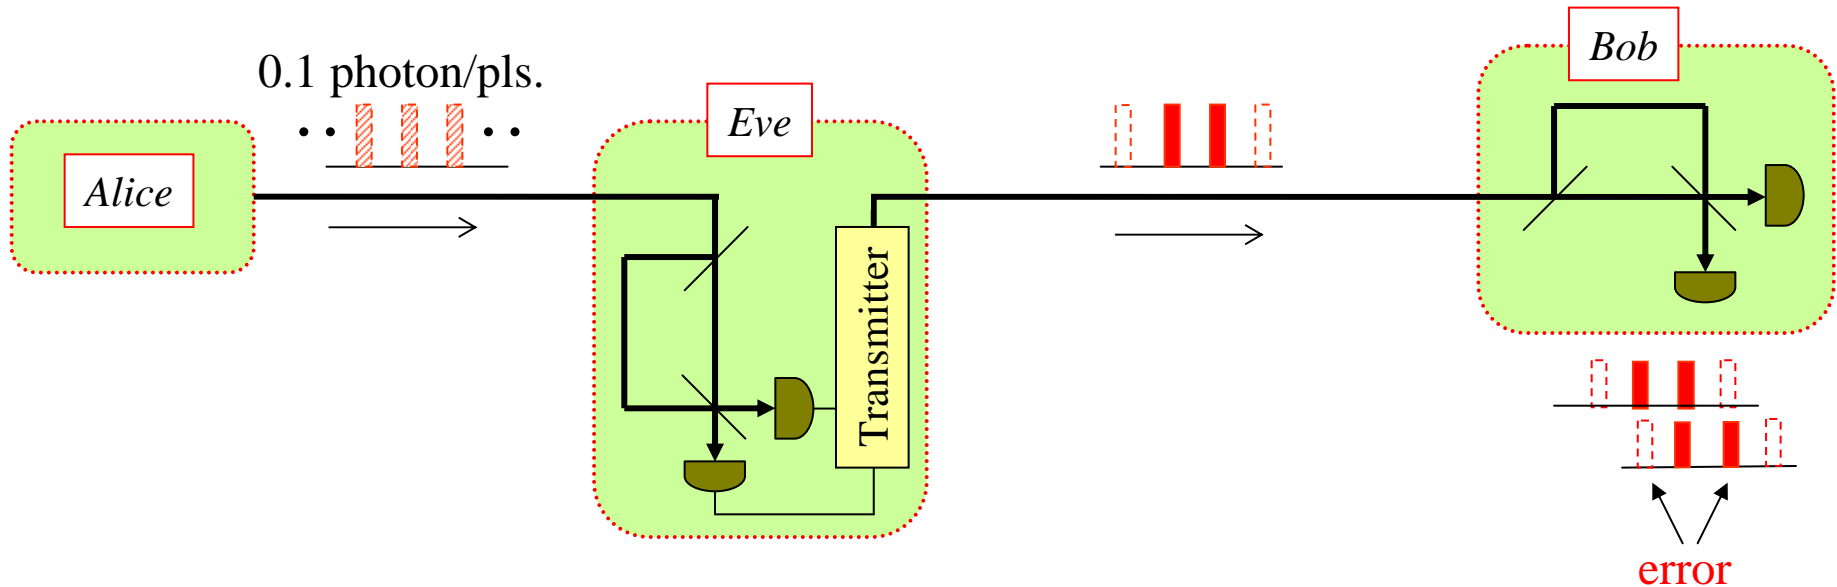 0.1 photon/pls.
Alice
Eve
Bob
Transmitter
error